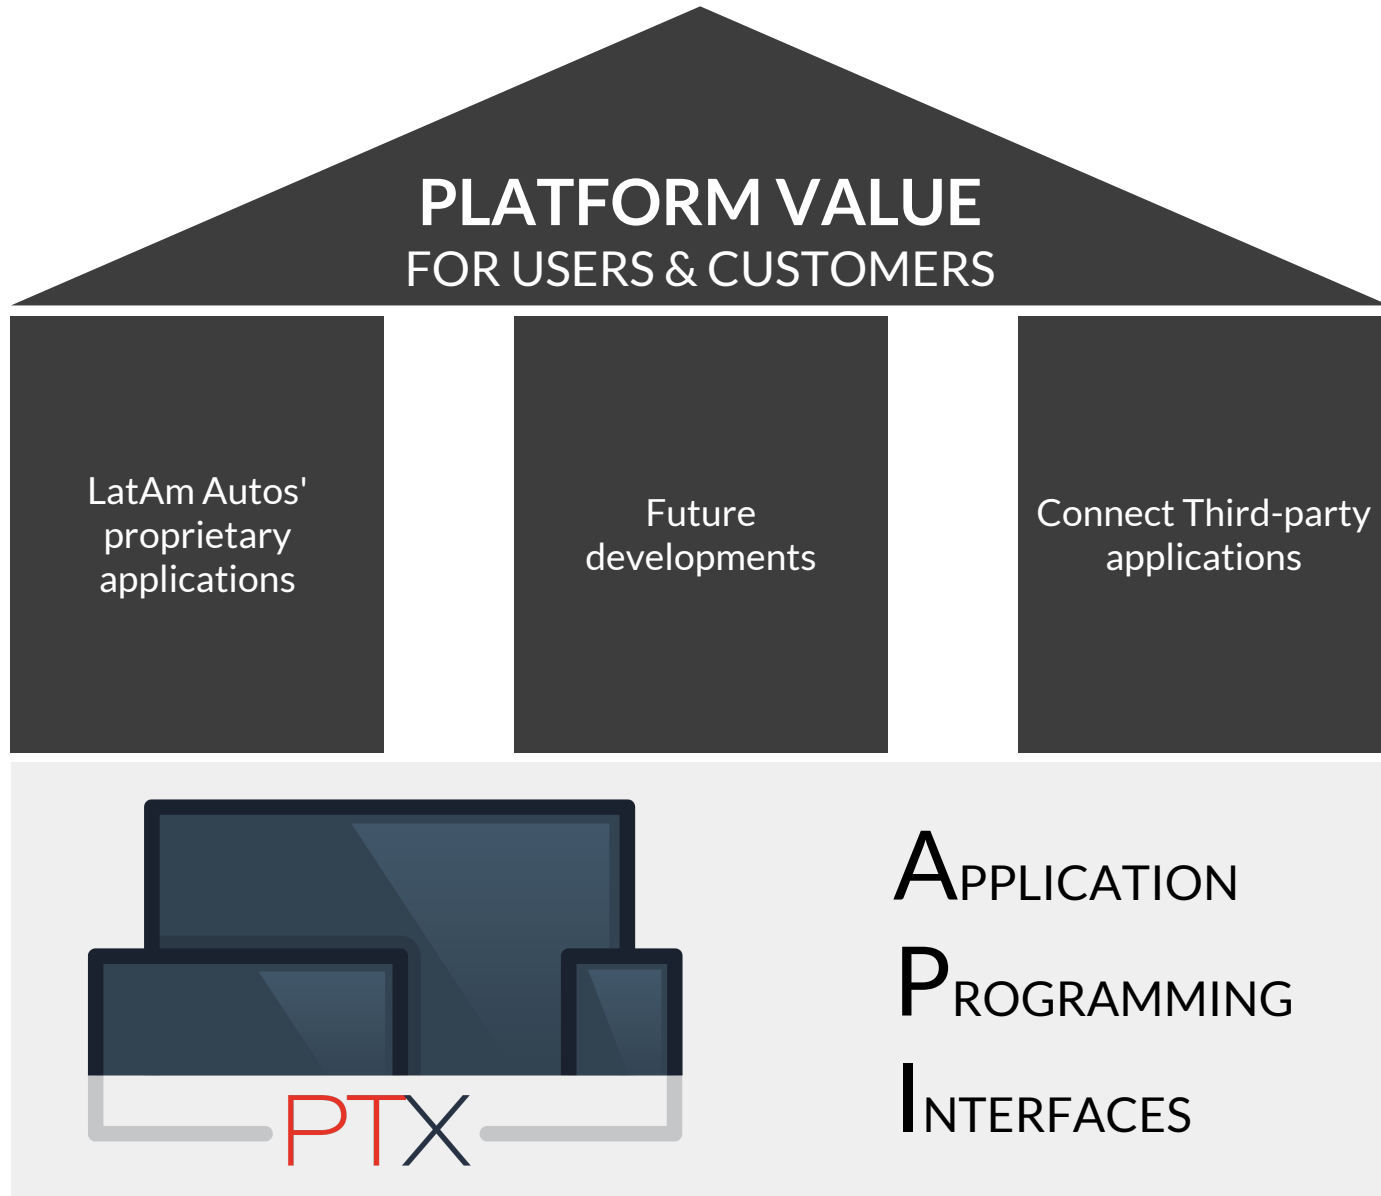 PLATFORM VALUE
FOR USERS & CUSTOMERS
LatAm Autos'
proprietary
applications
Future
developments
Connect Third-party
applications
PTX
APPLICATION
PROGRAMMING
INTERFACES